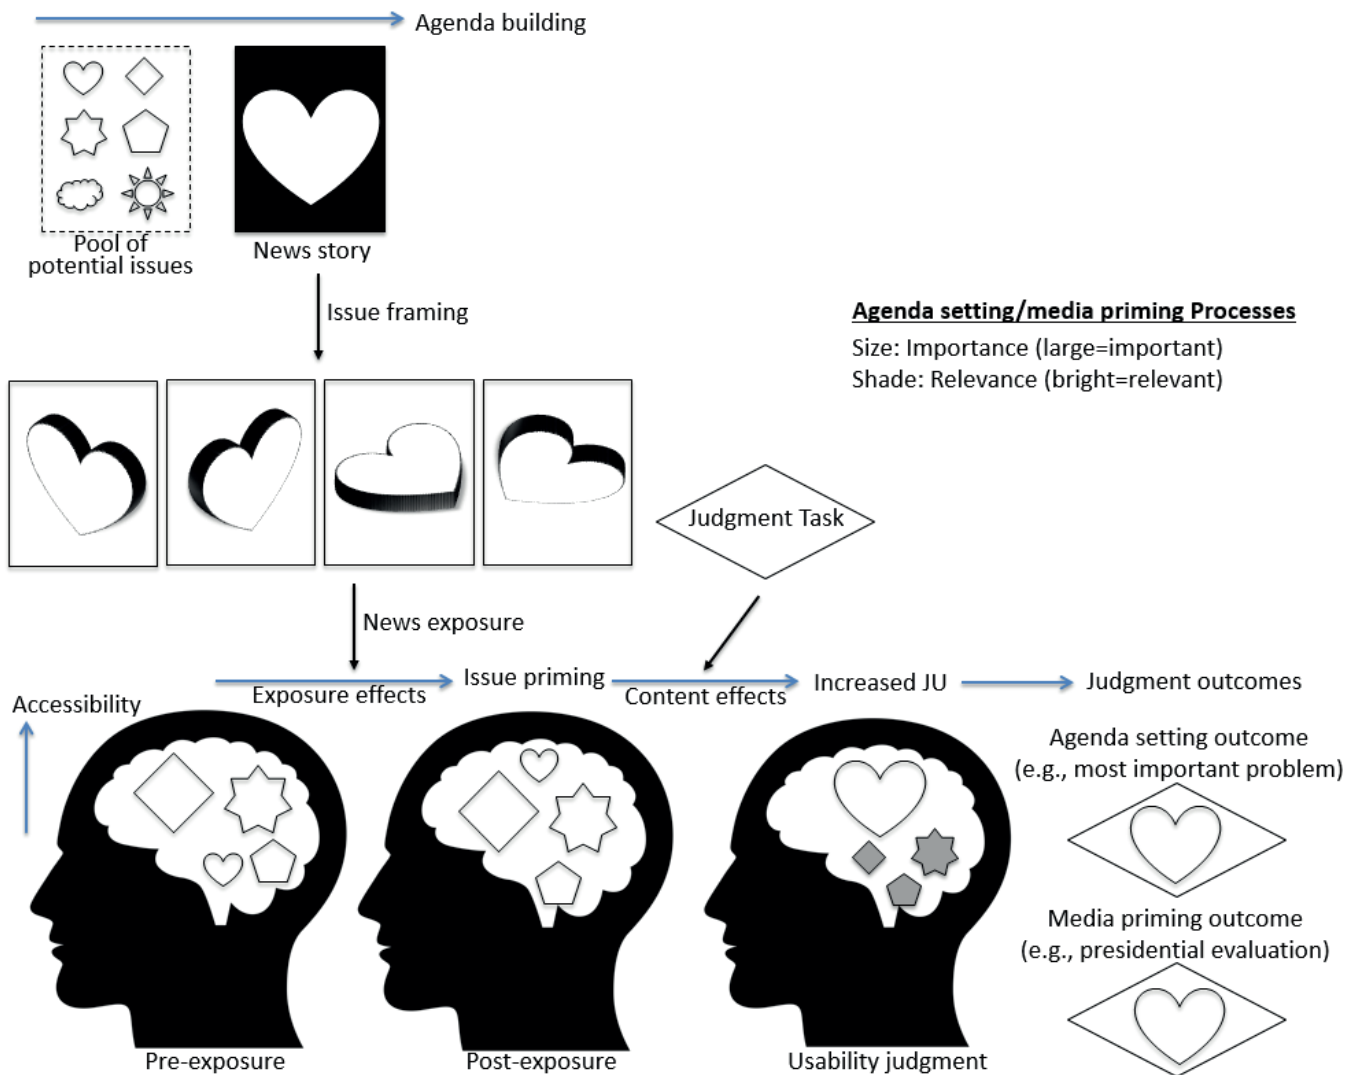 Agenda building
Pool of
potential issues
News story
Issue framing
Agenda setting/media priming Processes
Size: Importance (large=important)
Shade: Relevance (bright=relevant)
Judgment Task
News exposure
Accessibility
Exposure effects
Issue priming
Content effects
Increased JU
Judgment outcomes
Agenda setting outcome
(e.g., most important problem)
Media priming outcome
(e.g., presidential evaluation)
Pre-exposure
Post-exposure
Usability judgment